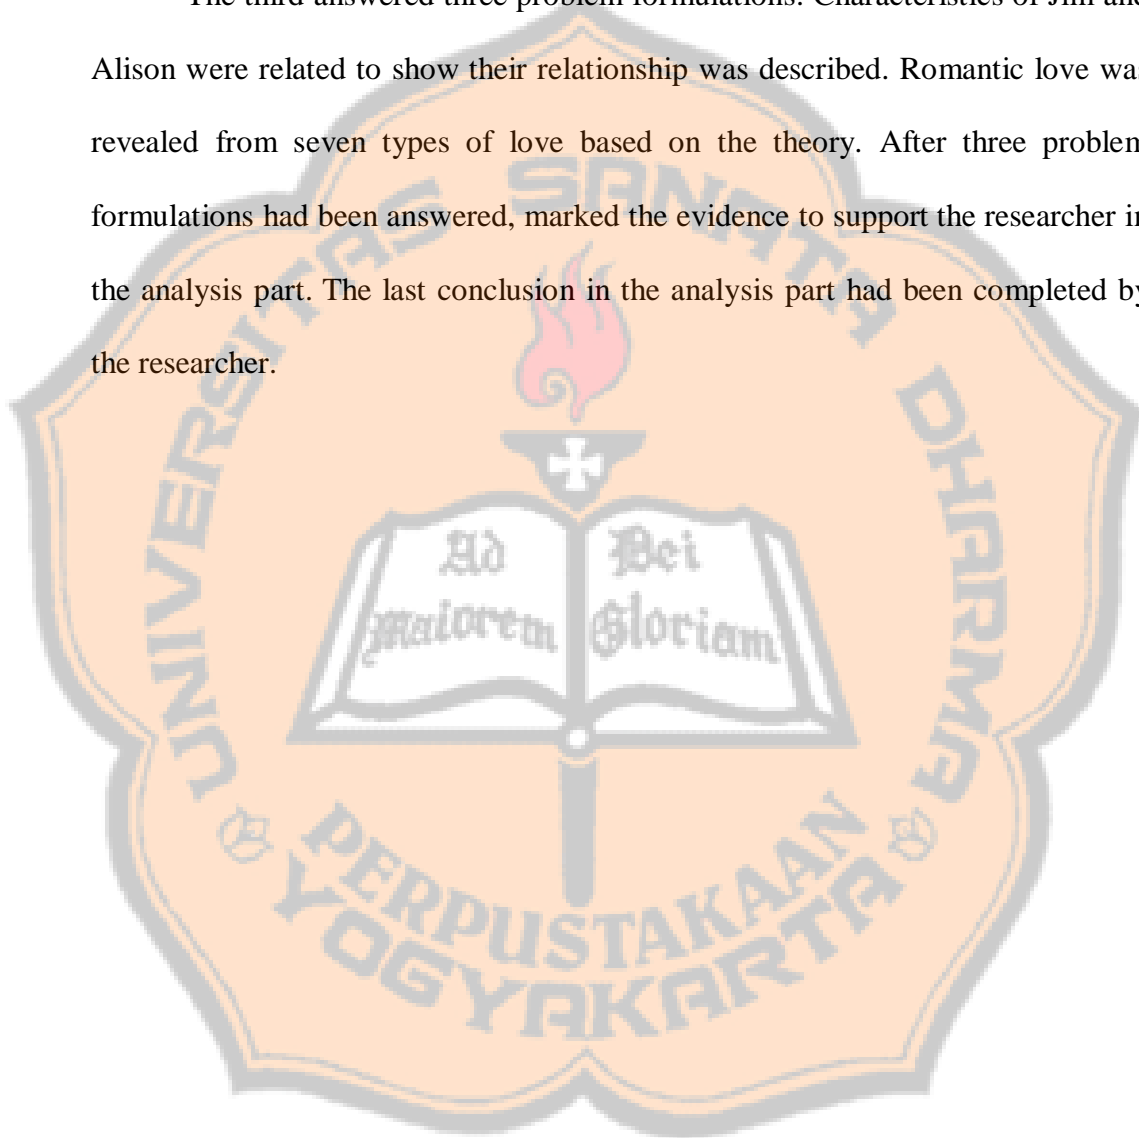 The third answered three problem formulations. Characteristics of Jim and
Alison were related to show their relationship was described. Romantic love was
revealed from seven types of love based on the theory. After three problem
formulations had been answered, marked the evidence to support the researcher in
the analysis part. The last conclusion in the analysis part had been completed by
the researcher.
UNIVERSITAS SANATA DHARMA
Ad Dei
Maiorem Gloriam
PERPUSTAKAAN
YOGYAKARTA